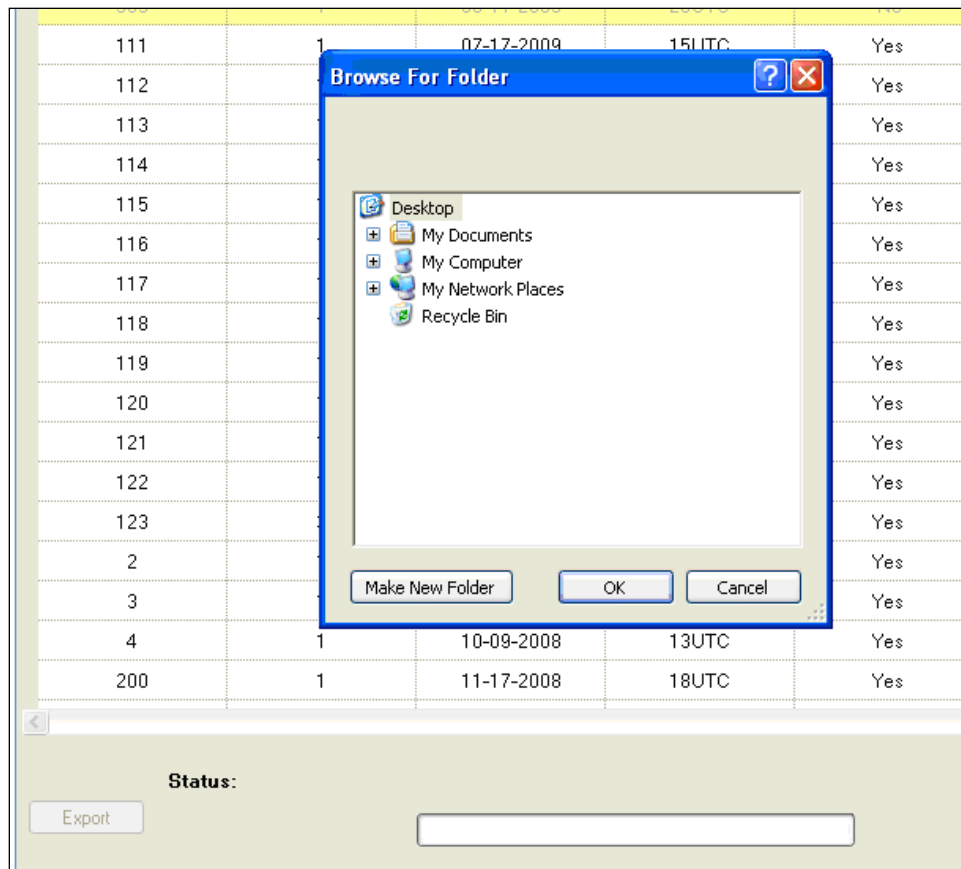 111 1 07-17-2009 15UTC Yes
Browse For Folder
112 Yes
113 Yes
114 Yes
115 Yes
Desktop
116 Yes
My Documents
My Computer
117 Yes
My Network Places
118 Yes
Recycle Bin
119 Yes
120 Yes
121 Yes
122 Yes
123 Yes
2 Yes
3 Yes
Make New Folder OK Cancel
4 1 10-09-2008 13UTC Yes
200 1 11-17-2008 18UTC Yes
Status:
Export